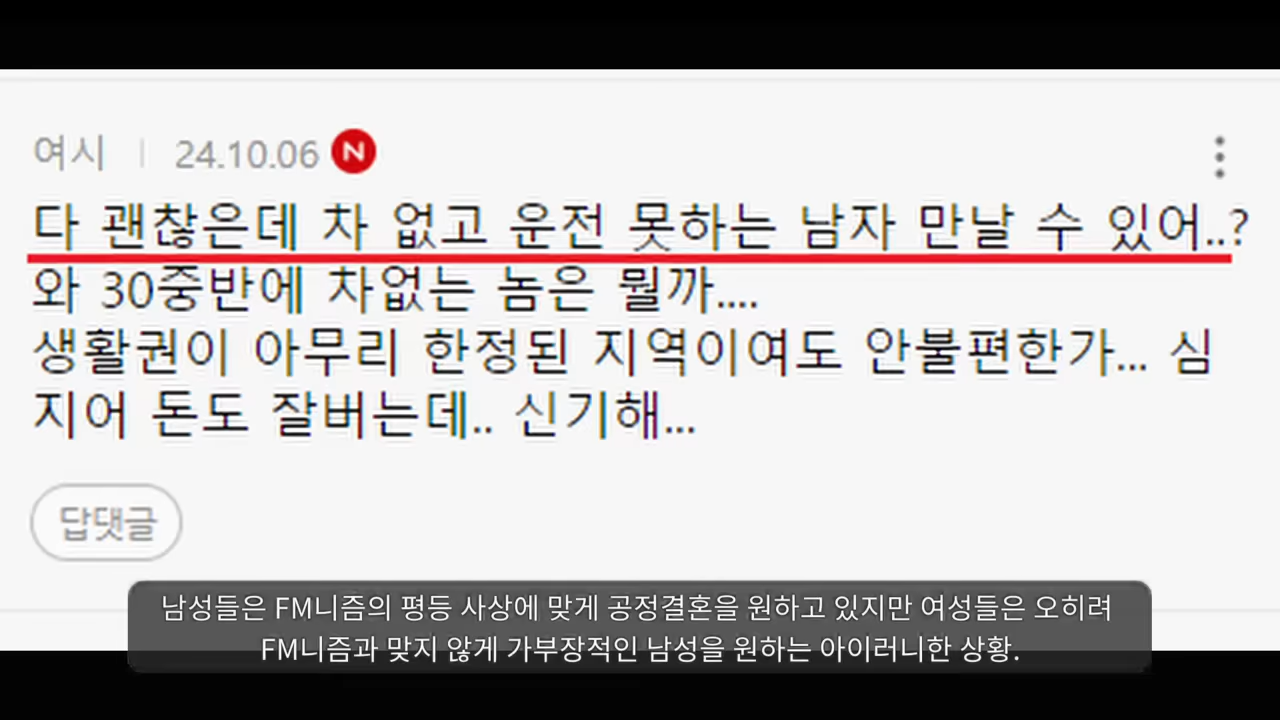 여시 | 24.10.06 N
다 괜찮은데 차 없고 운전 못하는 남자 만날 수 있어..?
와 30중반에 차없는 놈은 뭘까....
생활권이 아무리 한정된 지역이여도 안불편한가... 심
지어 돈도 잘버는데.. 신기해...
답댓글
남성들은 FM니즘의 평등 사상에 맞게 공정결혼을 원하고 있지만 여성들은 오히려
FM니즘과 맞지 않게 가부장적인 남성을 원하는 아이러니한 상황.